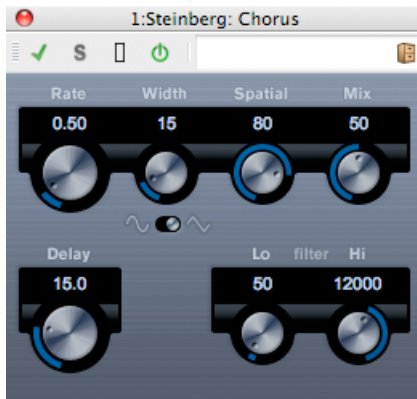 1:Steinberg: Chorus
S
Rate Width Spatial Mix
0.50 15 80 50
Delay Lo filter Hi
15.0 50 12000